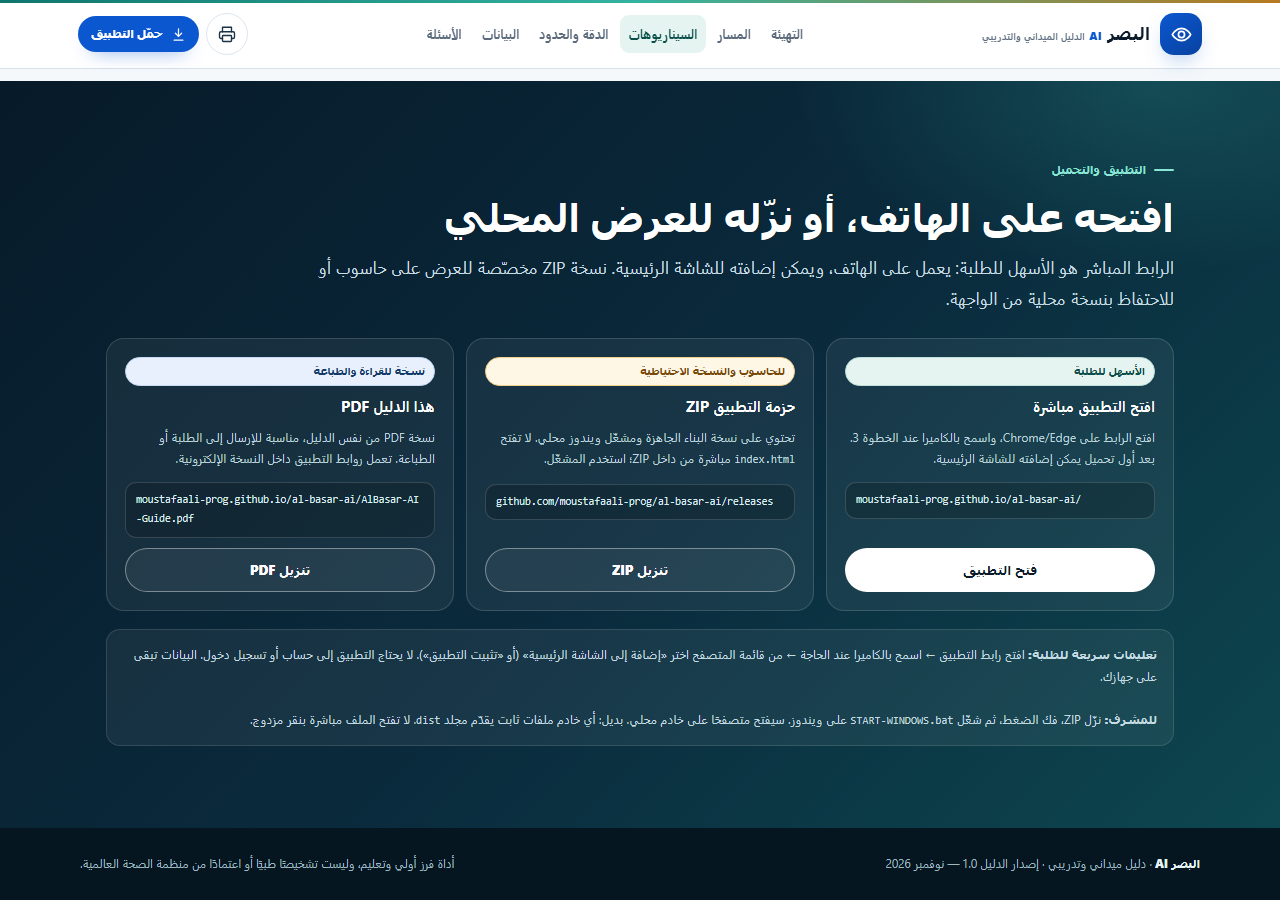 البصر AI الدليل الميداني والتدريبي
التهيئة
المسار
السيناريوهات
الدقة والحدود
البيانات
الأسئلة
حمّل التطبيق
التطبيق والتحميل
افتحه على الهاتف، أو نزّله للعرض المحلي
الرابط المباشر هو الأسهل للطلبة: يعمل على الهاتف، ويمكن إضافته للشاشة الرئيسية. نسخة ZIP مخصّصة للعرض على حاسوب أو
للاحتفاظ بنسخة محلية من الواجهة.
الأسهل للطلبة
افتح التطبيق مباشرة
افتح الرابط على Chrome/Edge، واسمح بالكاميرا عند الخطوة 3.
بعد أول تحميل يمكن إضافته للشاشة الرئيسية.
moustafaali-prog.github.io/al-basar-ai/
فتح التطبيق
للحاسوب والنسخة الاحتياطية
حزمة التطبيق ZIP
تحتوي على نسخة البناء الجاهزة ومشغّل ويندوز محلي. لا تفتح
index.html مباشرة من داخل ZIP؛ استخدم المشغّل.
github.com/moustafaali-prog/al-basar-ai/releases
تنزيل ZIP
نسخة للقراءة والطباعة
هذا الدليل PDF
نسخة PDF من نفس الدليل، مناسبة للإرسال إلى الطلبة أو
الطباعة. تعمل روابط التطبيق داخل النسخة الإلكترونية.
moustafaali-prog.github.io/al-basar-ai/AlBasar-AI
-Guide.pdf
تنزيل PDF
تعليمات سريعة للطلبة: افتح رابط التطبيق ← اسمح بالكاميرا عند الحاجة ← من قائمة المتصفح اختر «إضافة إلى الشاشة الرئيسية» (أو «تثبيت التطبيق»). لا يحتاج التطبيق إلى حساب أو تسجيل دخول. البيانات تبقى
على جهازك.
للمشرف: نزّل ZIP، فك الضغط، ثم شغّل START-WINDOWS.bat على ويندوز. سيفتح متصفحًا على خادم محلي. بديل: أي خادم ملفات ثابت يقدّم مجلد dist. لا تفتح الملف مباشرة بنقر مزدوج.
البصر AI · دليل ميداني وتدريبي · إصدار الدليل 1.0 — نوفمبر 2026
أداة فرز أولي وتعليم، وليست تشخيصًا طبيًا أو اعتمادًا من منظمة الصحة العالمية.